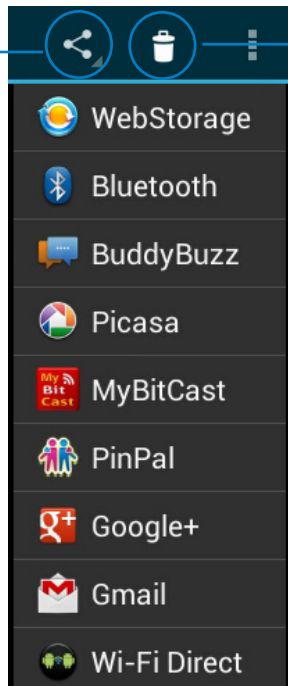 WebStorage
Bluetooth
BuddyBuzz
Picasa
My Bit Cast MyBitCast
PinPal
g+ Google+
Gmail
Wi-Fi Direct